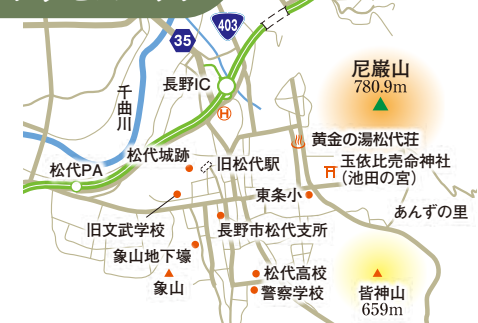 403
35
長野IC
尼巌山
780.9m
千曲川
H
黄金の湯松代荘
松代城跡
旧松代駅
玉依比売命神社
(池田の宮)
松代PA
東条小
あんずの里
旧文武学校
長野市松代支所
象山地下壕
象山
松代高校
警察学校
皆神山
659m